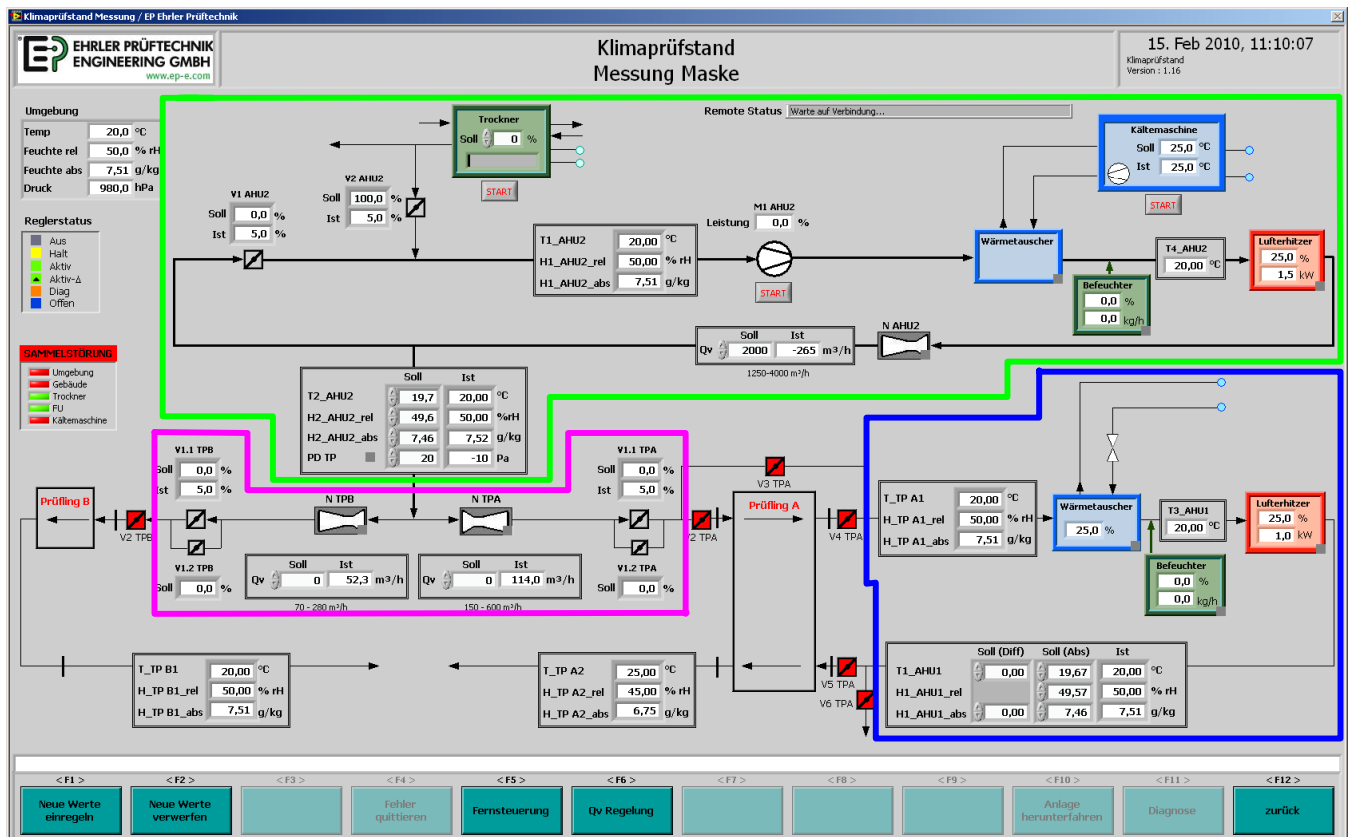 Klimaprüfstand Messung / EP Ehrler Prüftechnik
EP EHRLER PRÜFTECHNIK
ENGINEERING GMBH
www.ep-e.com
Klimaprüfstand
Messung Maske
15. Feb 2010, 11:10:07
Klimaprüfstand
Version : 1.16
Umgebung
Temp 20,0 °C
Feuchte rel 50,0 % rH
Feuchte abs 7,51 g/kg
Druck 980,0 hPa
Reglerstatus
Aus
Halt
Aktiv
Aktiv-Δ
Diag
Offen
SAMMELSTÖRUNG
Umgebung
Gebäude
Trockner
FU
Kältemaschine
Remote Status Warte auf Verbindung...
Trockner
Soll 0 %
START
V1 AHU2
Soll 0,0 %
Ist 5,0 %
V2 AHU2
Soll 100,0 %
Ist 5,0 %
T1_AHU2 20,00 °C
H1_AHU2_rel 50,00 % rH
H1_AHU2_abs 7,51 g/kg
M1 AHU2
Leistung 0,0 %
START
Kältemaschine
Soll 25,0 °C
Ist 25,0 °C
START
Wärmetauscher
Befeuchter
0,0 %
0,0 kg/h
T4_AHU2
20,00 °C
Lufterhitzer
25,0 %
1,5 kW
N AHU2
Soll Ist
Qv 2000 -265 m³/h
1250-4000 m³/h
Soll Ist
T2_AHU2 19,7 20,00 °C
H2_AHU2_rel 49,6 50,00 %rH
H2_AHU2_abs 7,46 7,52 g/kg
PD TP 20 -10 Pa
V1.1 TPB
Soll 0,0 %
Ist 5,0 %
V1.1 TPA
Soll 0,0 %
Ist 5,0 %
Prüfling B
V2 TPB
N TPB
N TPA
V2 TPA
V3 TPA
Prüfling A
V4 TPA
V1.2 TPB
Soll 0,0 %
Soll Ist
Qv 0 52,3 m³/h
70 - 280 m³/h
Soll Ist
Qv 0 114,0 m³/h
150 - 600 m³/h
V1.2 TPA
Soll 0,0 %
T_TP A1 20,00 °C
H_TP A1_rel 50,00 % rH
H_TP A1_abs 7,51 g/kg
Wärmetauscher
25,0 %
T3_AHU1
20,00 °C
Lufterhitzer
25,0 %
1,0 kW
Befeuchter
0,0 %
0,0 kg/h
T_TP B1 20,00 °C
H_TP B1_rel 50,00 % rH
H_TP B1_abs 7,51 g/kg
T_TP A2 25,00 °C
H_TP A2_rel 45,00 % rH
H_TP A2_abs 6,75 g/kg
V5 TPA
V6 TPA
Soll (Diff) Soll (Abs) Ist
T1_AHU1 0,00 19,67 20,00 °C
H1_AHU1_rel 49,57 50,00 % rH
H1_AHU1_abs 0,00 7,46 7,51 g/kg
< F1 > < F2 > < F3 > < F4 > < F5 > < F6 > < F7 > < F8 > < F9 > < F10 > < F11 > < F12 >
Neue Werte einregeln
Neue Werte verwerfen
Fehler quittieren
Fernsteuerung
Qv Regelung
Anlage herunterfahren
Diagnose
zurück